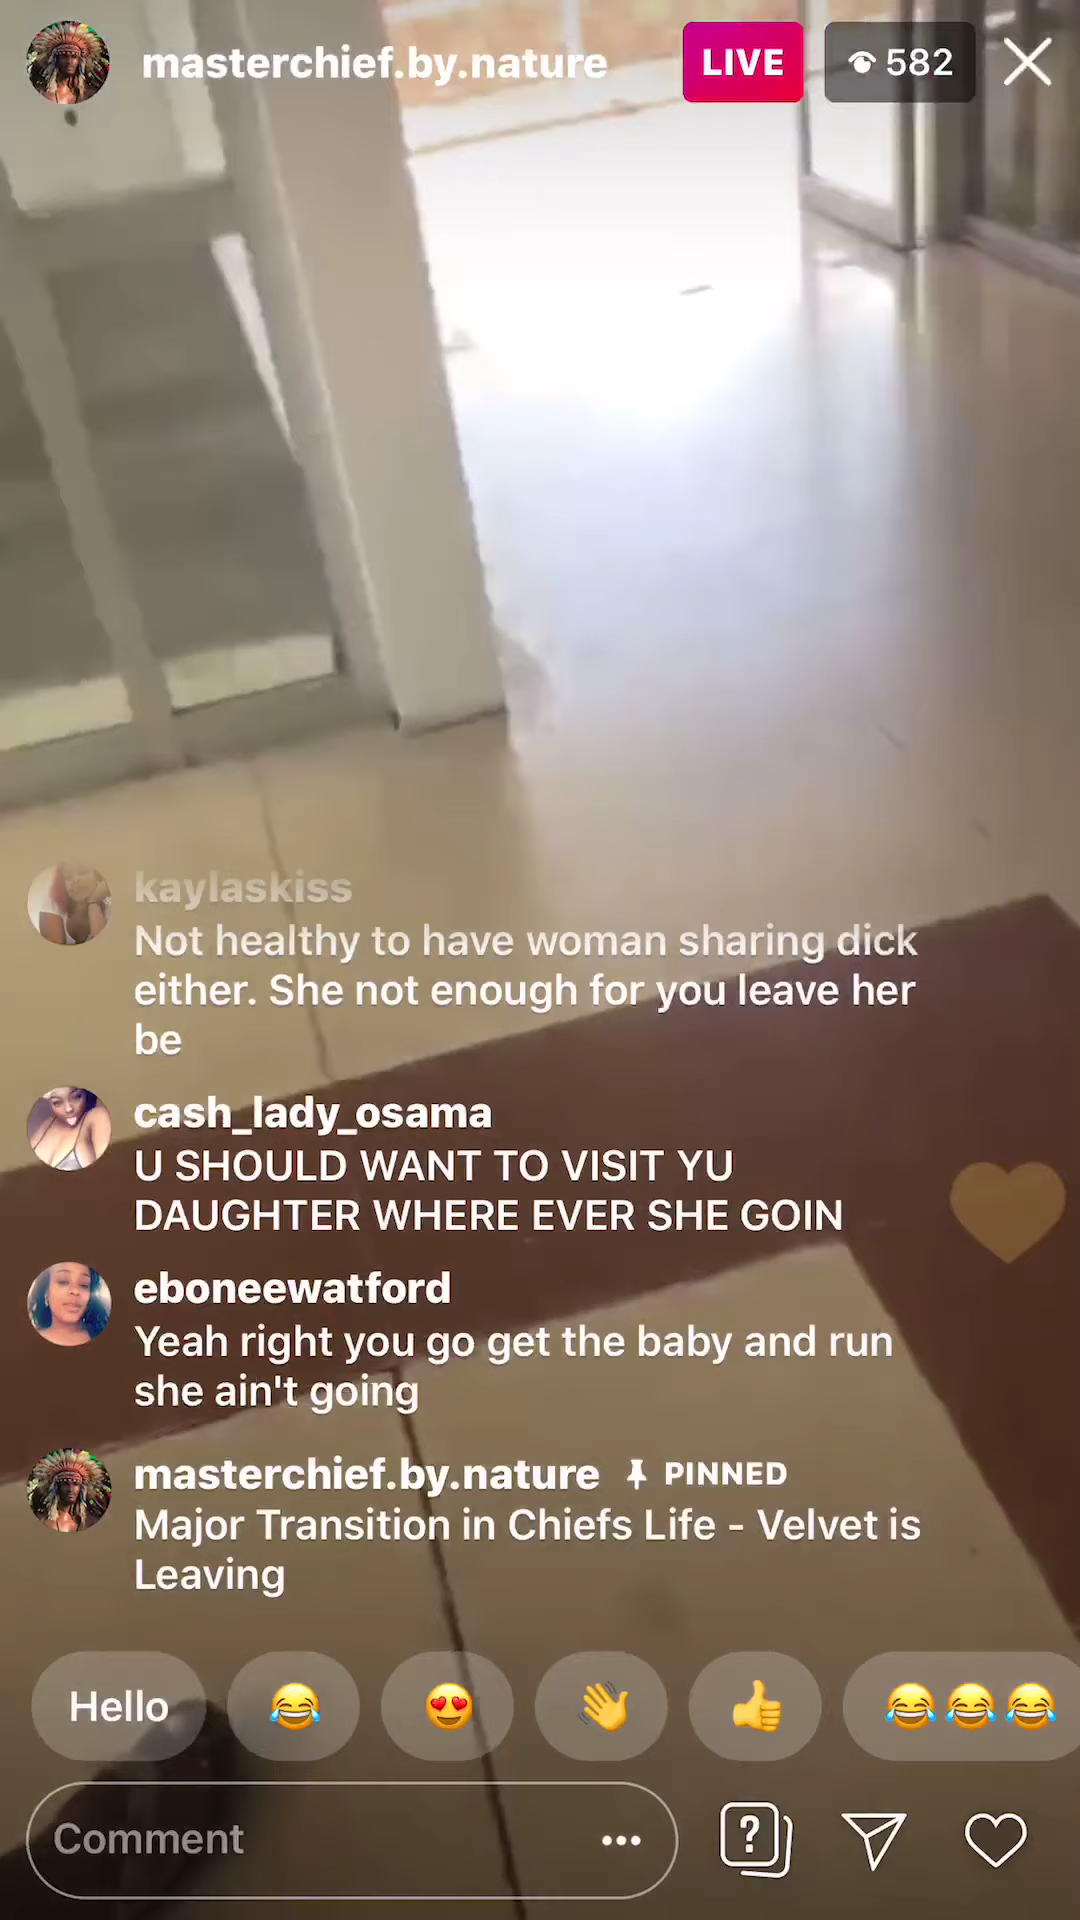 masterchief.by.nature LIVE 582
kaylaskiss
Not healthy to have woman sharing dick
either. She not enough for you leave her
be
cash_lady_osama
U SHOULD WANT TO VISIT YU
DAUGHTER WHERE EVER SHE GOIN
eboneewatford
Yeah right you go get the baby and run
she ain't going
masterchief.by.nature PINNED
Major Transition in Chiefs Life - Velvet is
Leaving
Hello 😂 😍 👋 👍 😂😂😂
Comment ... ?